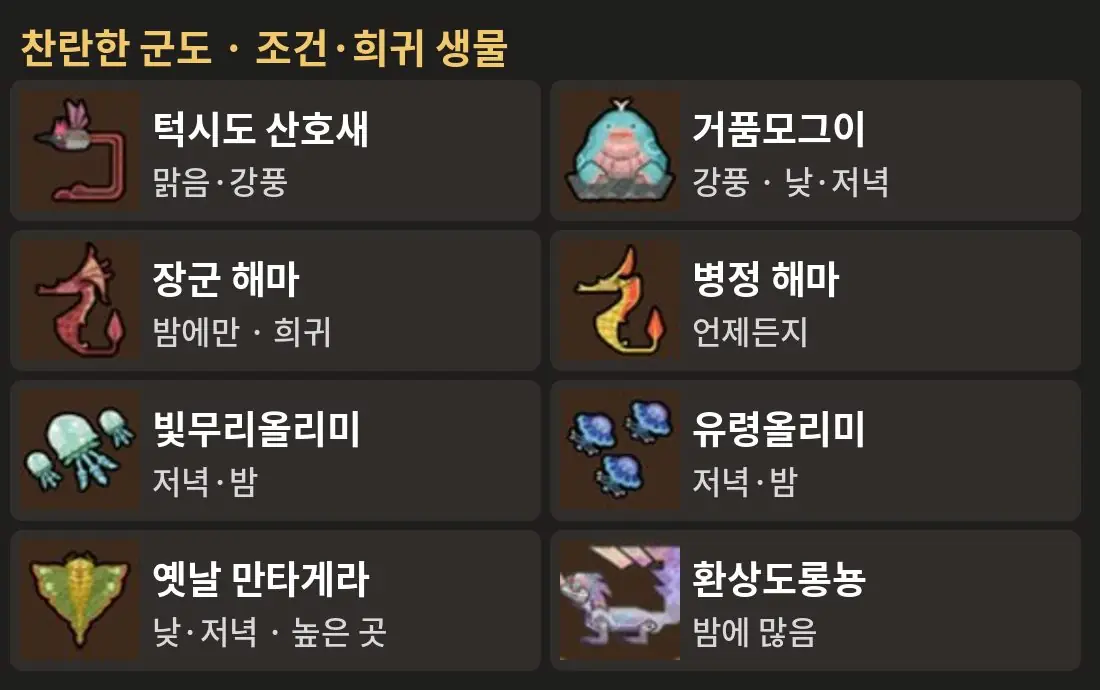 찬란한 군도 · 조건·희귀 생물
턱시도 산호새
맑음·강풍
거품모그이
강풍 · 낮·저녁
장군 해마
밤에만 · 희귀
병정 해마
언제든지
빛무리올리미
저녁·밤
유령올리미
저녁·밤
옛날 만타게라
낮·저녁 · 높은 곳
환상도롱뇽
밤에 많음